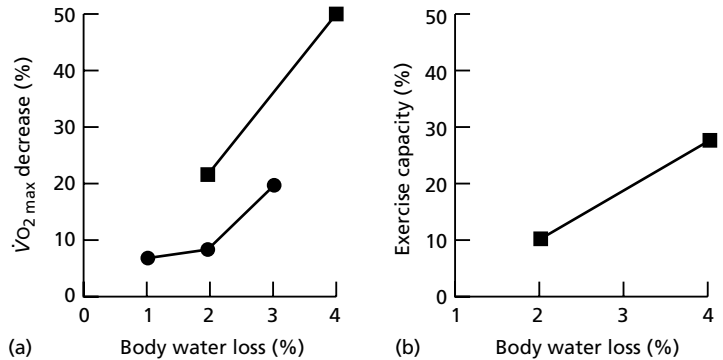 50
40
30
20
10
0
V̇O₂ max decrease (%)
0 1 2 3 4
(a) Body water loss (%)
50
40
30
20
10
0
Exercise capacity (%)
1 2 3 4
(b) Body water loss (%)